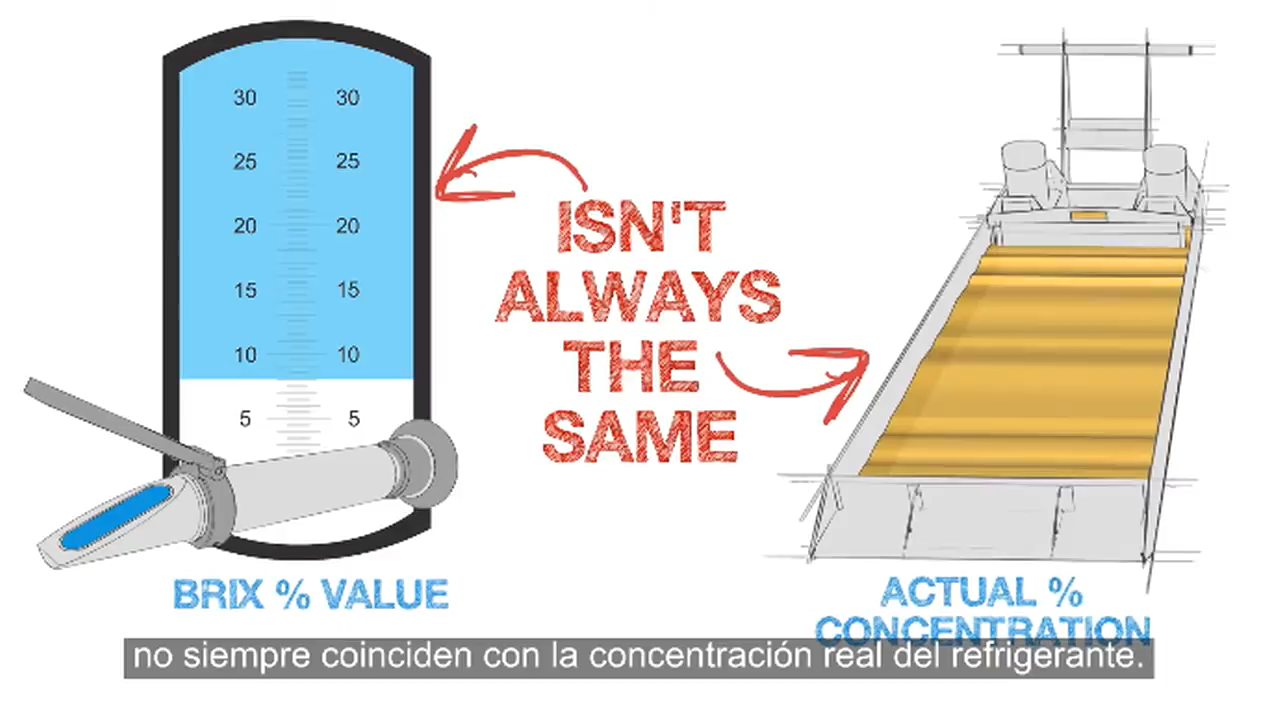 30 30
25 25
20 20
15 15
10 10
5 5
ISN'T
ALWAYS
THE
SAME
BRIX % VALUE
ACTUAL %
CONCENTRATION
no siempre coinciden con la concentración real del refrigerante.